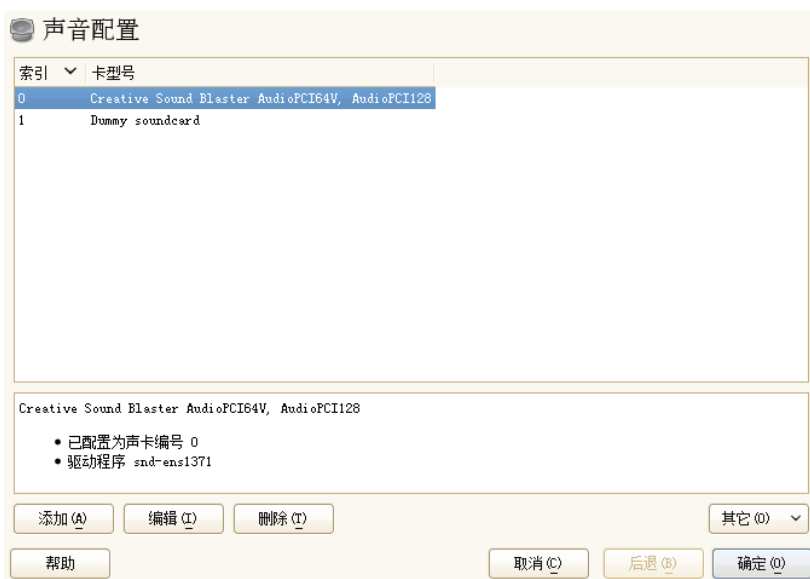 声音配置
索引 卡型号
0 Creative Sound Blaster AudioPCI64V, AudioPCI128
1 Dummy soundcard
Creative Sound Blaster AudioPCI64V, AudioPCI128
• 已配置为声卡编号 0
• 驱动程序 snd-ens1371
添加(A) 编辑(I) 删除(T) 其它(O)
帮助 取消(C) 后退(B) 确定(O)